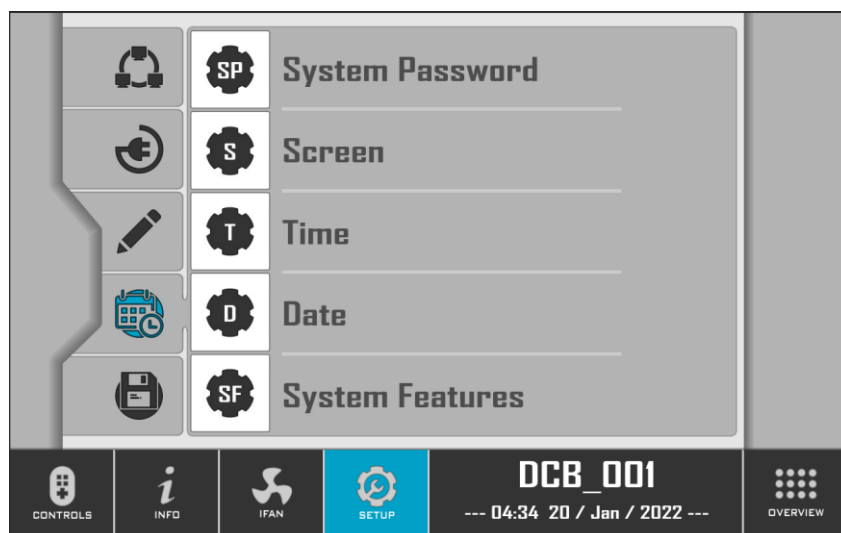 SP System Password
S Screen
T Time
D Date
SF System Features
CONTROLS
i
INFO
IFAN
SETUP
DCB_001
--- 04:34 20 / Jan / 2022 ---
OVERVIEW